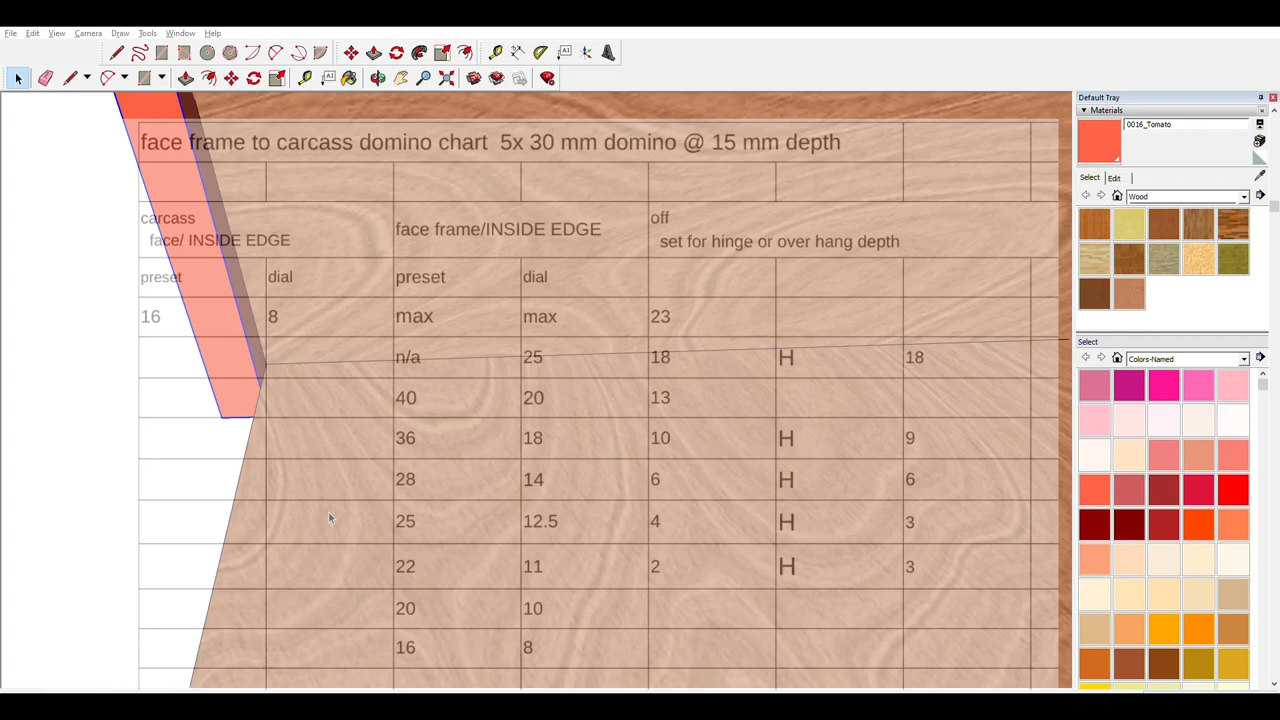 File Edit View Camera Draw Tools Window Help
Default Tray
Materials
0016_Tomato
Select Edit
Wood
Select
Colors-Named
face frame to carcass domino chart 5x 30 mm domino @ 15 mm depth
carcass
face/ INSIDE EDGE
face frame/INSIDE EDGE
off
set for hinge or over hang depth
preset dial preset dial
16 8 max max 23
n/a 25 18 H 18
40 20 13
36 18 10 H 9
28 14 6 H 6
25 12.5 4 H 3
22 11 2 H 3
20 10
16 8